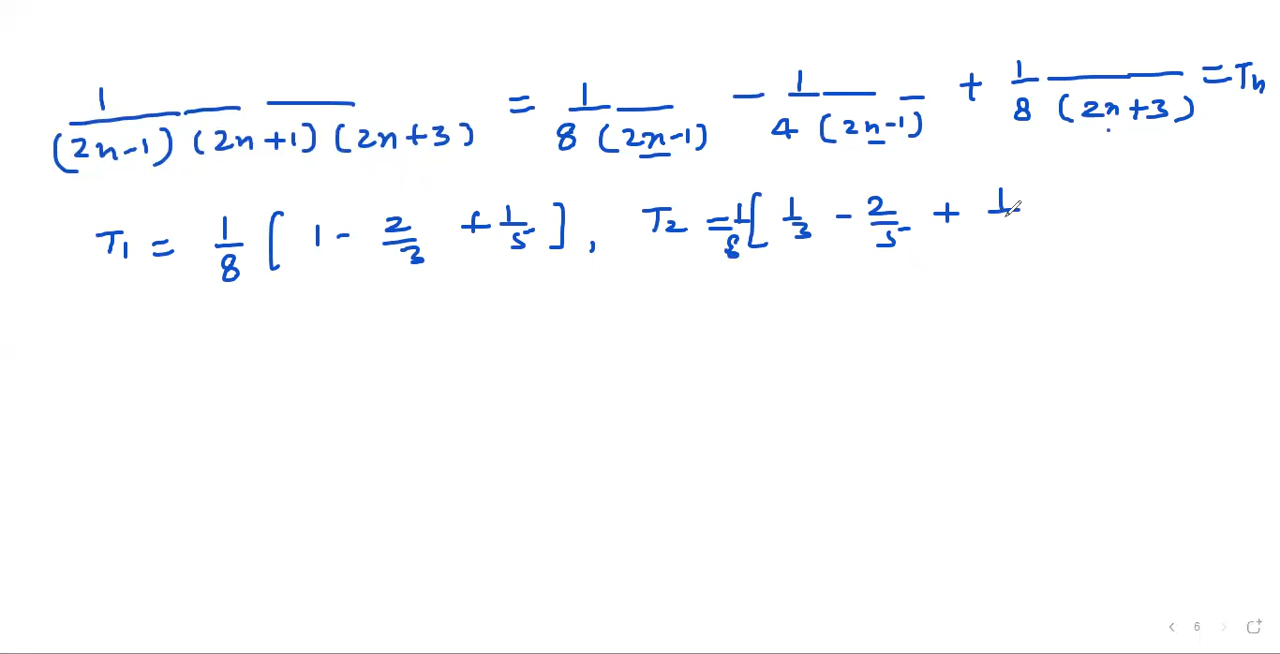 1/((2n-1)(2n+1)(2n+3)) = 1/(8(2n-1)) - 1/(4(2n-1)) + 1/(8(2n+3)) = Tn
T1 = 1/8 [1 - 2/3 + 1/5], T2 = 1/8 [1/3 - 2/5 + 1
< 6 >